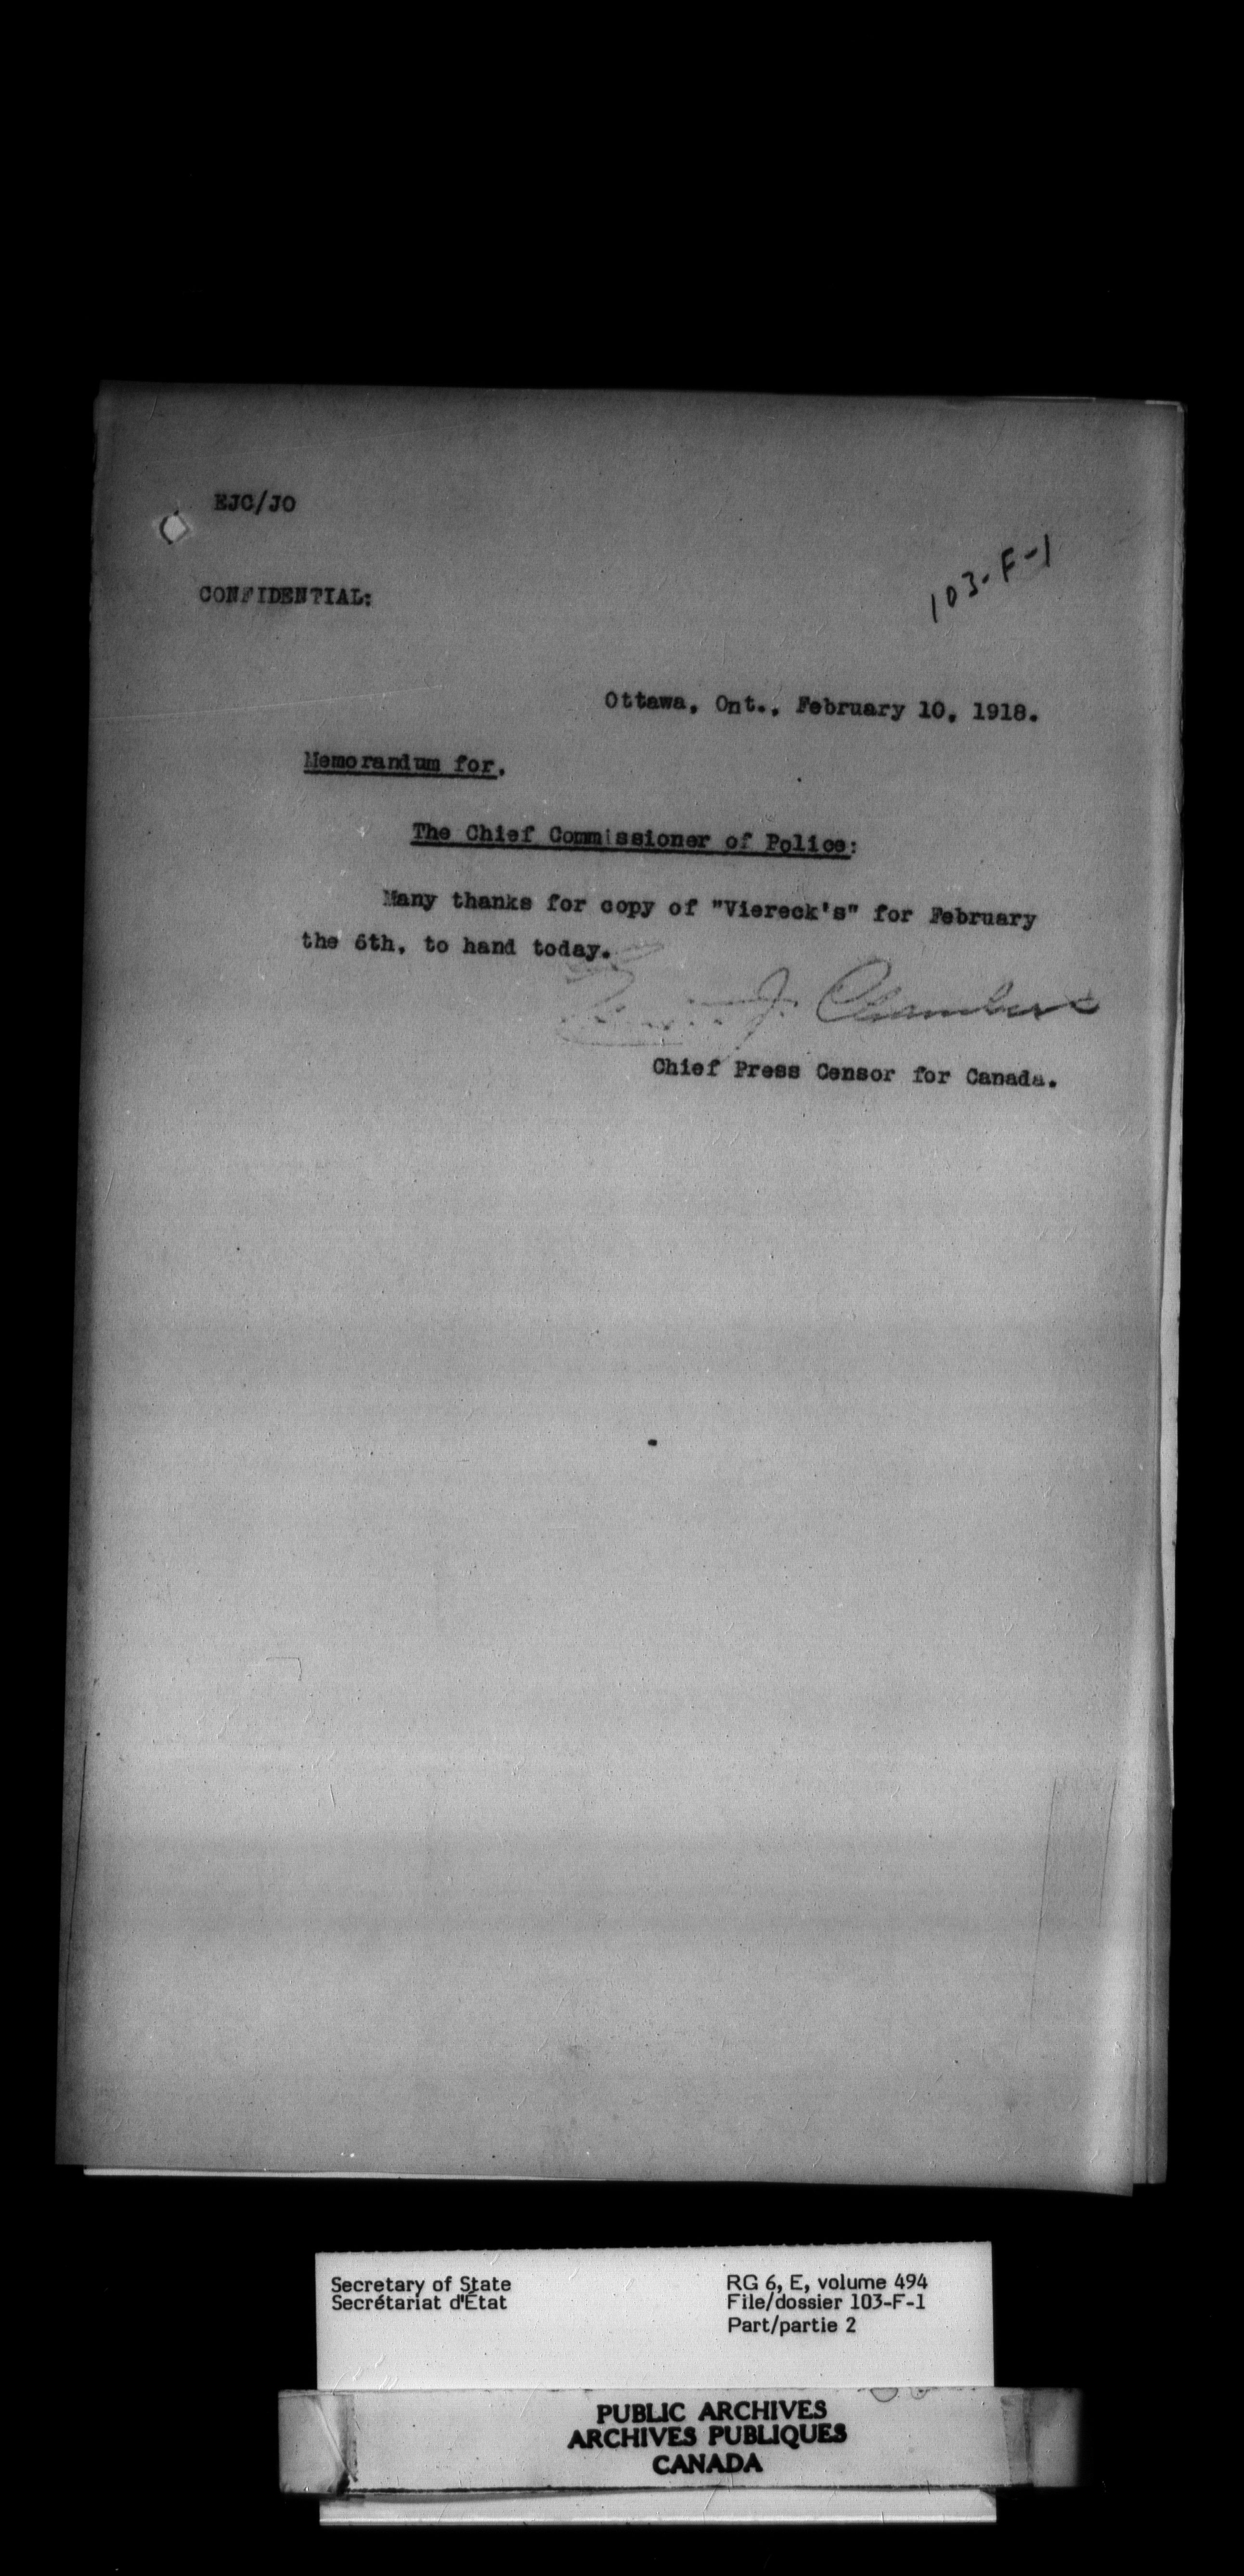 EJC/JO
103-F-1
CONFIDENTIAL:
Ottawa, Ont., February 10, 1918.
Memorandum for.
The Chief Commissioner of Police:
Many thanks for copy of "Viereck's" for February
the 6th, to hand today.
J. Chambers
Chief Press Censor for Canada.
Secretary of State
Secrétariat d'État
RG 6, E, volume 494
File/dossier 103-F-1
Part/partie 2
PUBLIC ARCHIVES
ARCHIVES PUBLIQUES
CANADA